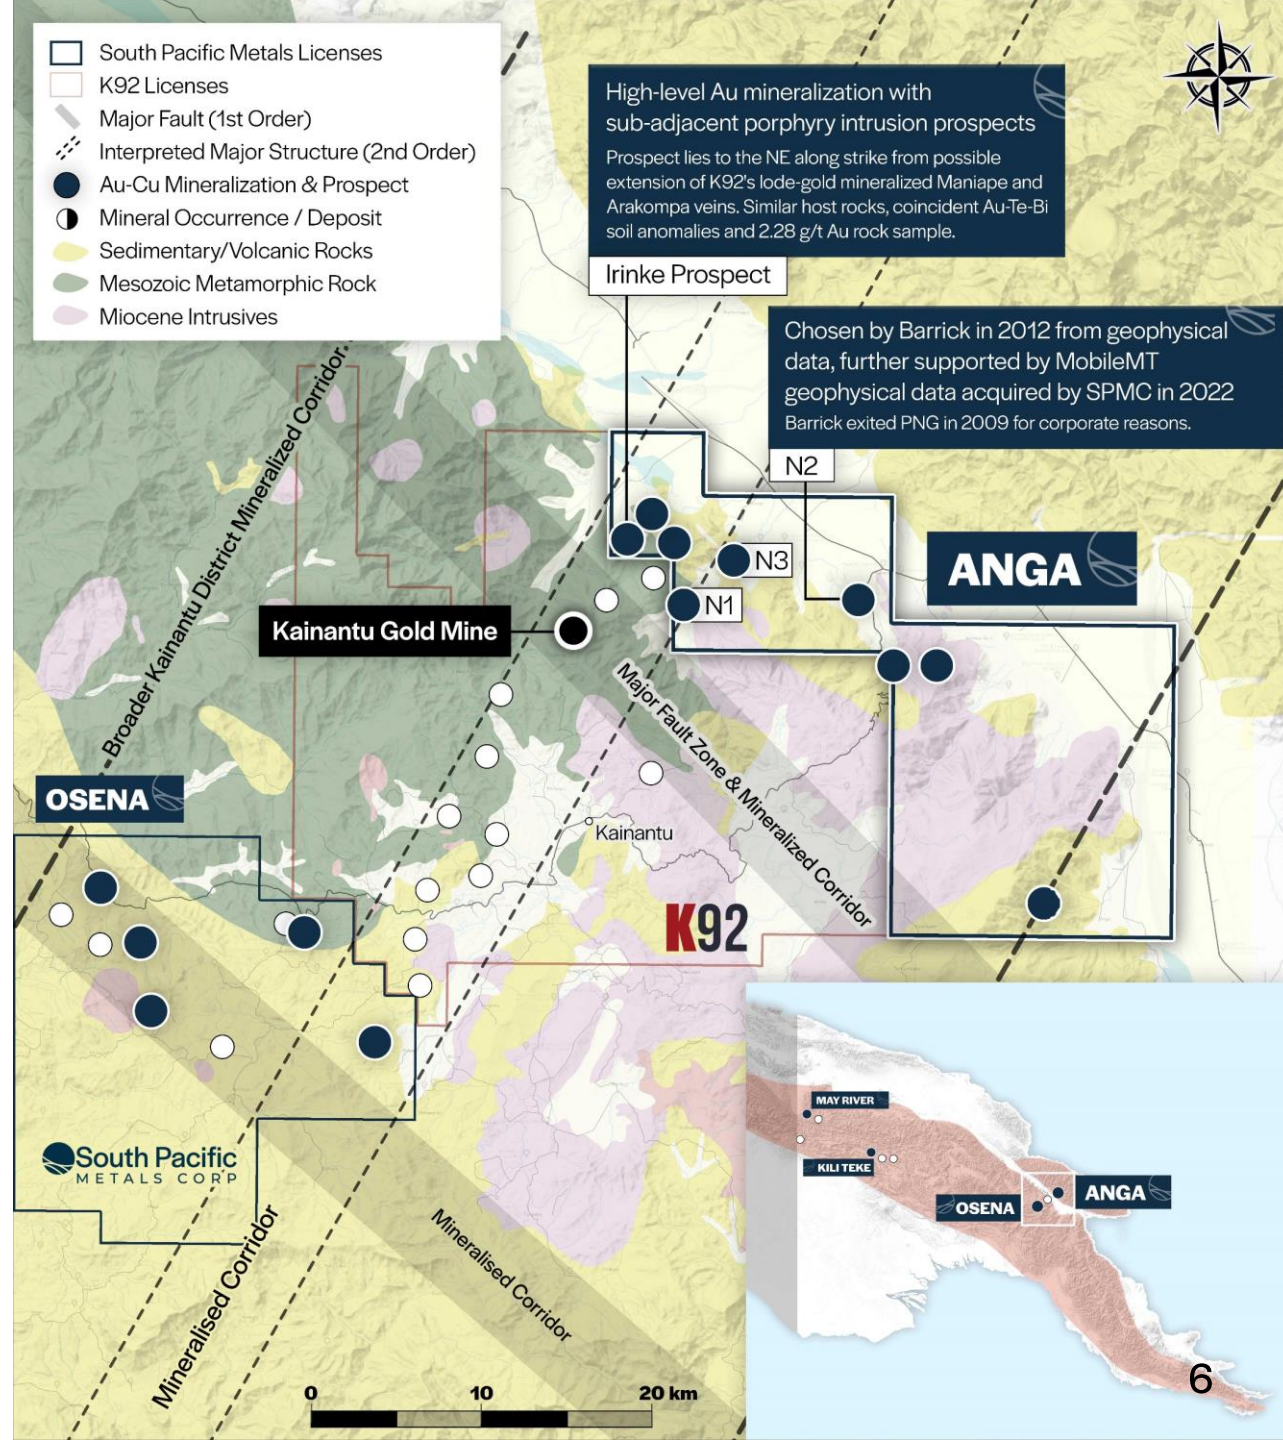 South Pacific Metals Licenses
K92 Licenses
Major Fault (1st Order)
Interpreted Major Structure (2nd Order)
Au-Cu Mineralization & Prospect
Mineral Occurrence / Deposit
Sedimentary/Volcanic Rocks
Mesozoic Metamorphic Rock
Miocene Intrusives
High-level Au mineralization with
sub-adjacent porphyry intrusion prospects
Prospect lies to the NE along strike from possible
extension of K92's lode-gold mineralized Maniape and
Arakompa veins. Similar host rocks, coincident Au-Te-Bi
soil anomalies and 2.28 g/t Au rock sample.
Irinke Prospect
Chosen by Barrick in 2012 from geophysical
data, further supported by MobileMT
geophysical data acquired by SPMC in 2022
Barrick exited PNG in 2009 for corporate reasons.
N2
N3
N1
ANGA
Kainantu Gold Mine
Broader Kainantu District Mineralized Corridor
Major Fault Zone & Mineralized Corridor
OSENA
Kainantu
K92
South Pacific
METALS CORP
Mineralised Corridor
Mineralised Corridor
0 10 20 km
MAY RIVER
KILI TEKE
OSENA
ANGA
6